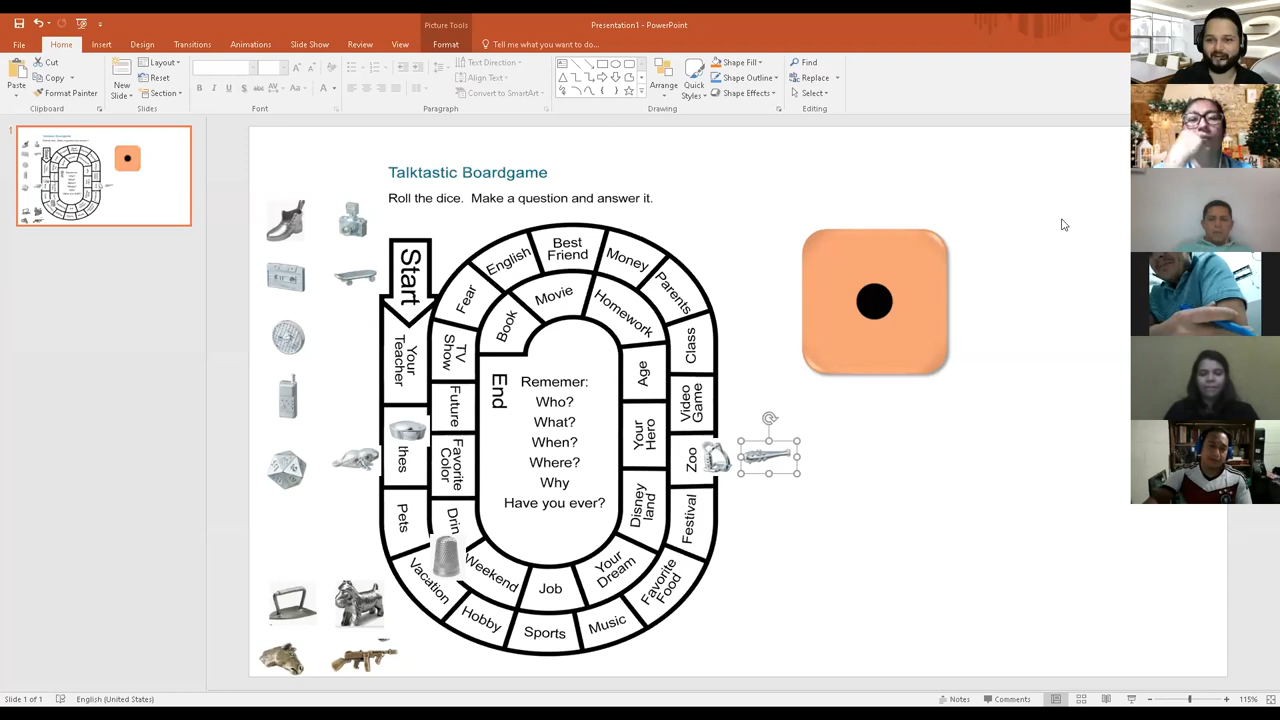 Picture Tools
Presentation1 - PowerPoint
File
Home
Insert
Design
Transitions
Animations
Slide Show
Review
View
Format
Tell me what you want to do...
Paste
Cut
Copy
Format Painter
Clipboard
New Slide
Layout
Reset
Section
Slides
Font
Text Direction
Align Text
Convert to SmartArt
Paragraph
Arrange
Quick Styles
Shape Fill
Shape Outline
Shape Effects
Drawing
Find
Replace
Select
Editing
1
Talktastic Boardgame
Roll the dice. Make a question and answer it.
Start
Your Teacher
thes
Pets
Vacation
Hobby
Sports
Music
Favorite Food
Festival
Zoo
Video Game
Class
Parents
Money
Best Friend
English
Fear
TV Show
Future
Favorite Color
Drin
Weekend
Job
Your Dream
Disney land
Your Hero
Age
Homework
Movie
Book
End
Rememer:
Who?
What?
When?
Where?
Why
Have you ever?
Slide 1 of 1
English (United States)
Notes
Comments
115%